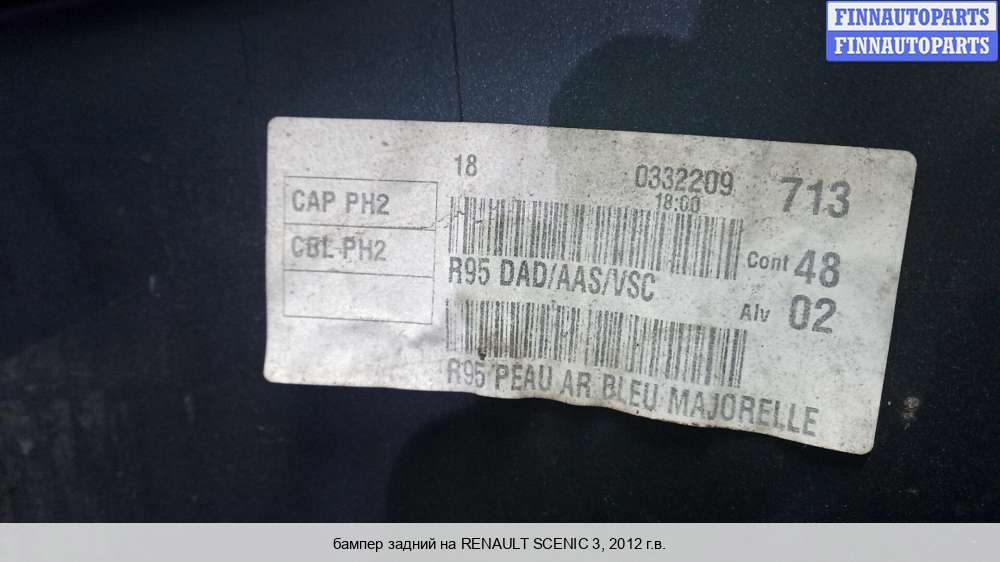 FINNAUTOPARTS
FINNAUTOPARTS
18 0332209 713
18:00
CAP PH2
CBL PH2
Cont 48
R95 DAD/AAS/VSC
Alv 02
R95 PEAU AR BLEU MAJORELLE
бампер задний на RENAULT SCENIC 3, 2012 г.в.